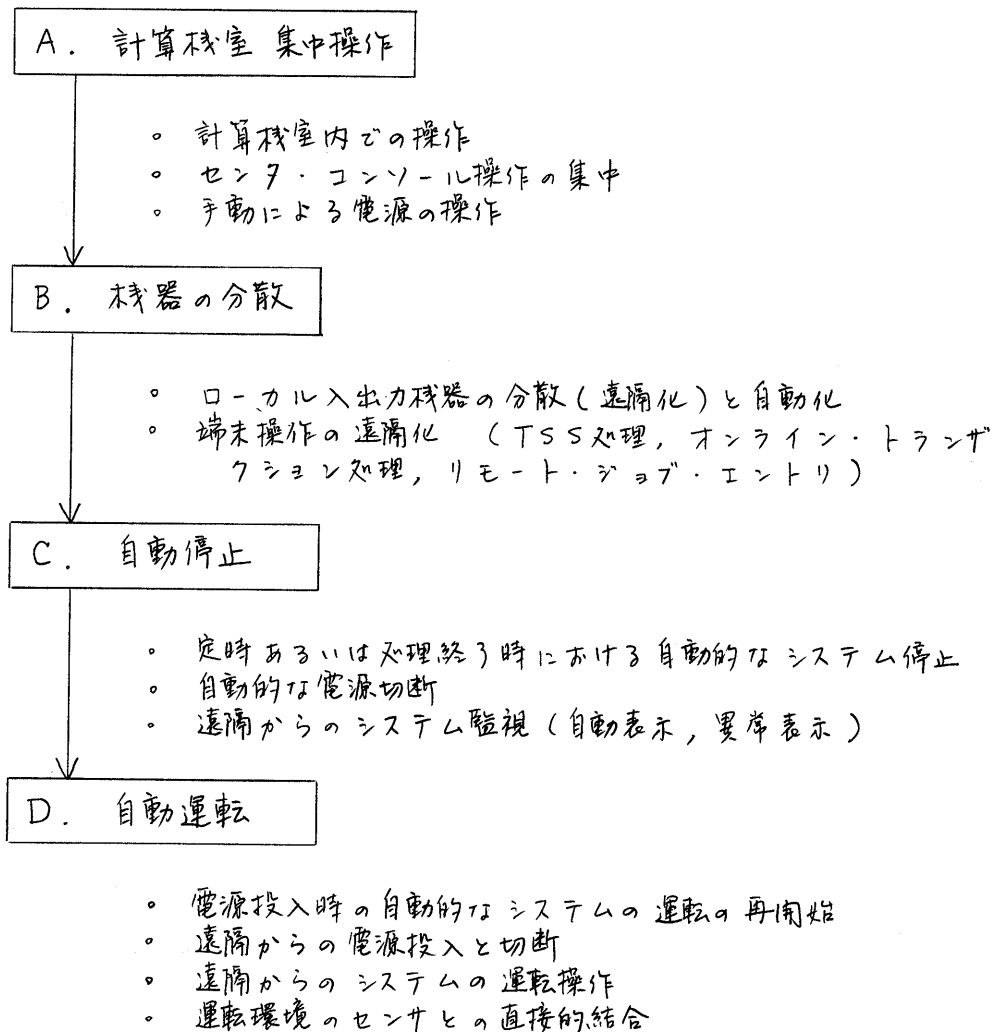 A. 計算機室 集中操作
。 計算機室内での操作
。 センタ・コンソール操作の集中
。 手動による電源の操作
B. 機器の分散
。 ローカル入出力機器の分散(遠隔化)と自動化
。 端末操作の遠隔化 (TSS処理, オンライン・トランザ
クション処理, リモート・ジョブ・エントリ)
C. 自動停止
。 定時あるいは処理終了時における自動的なシステム停止
。 自動的な電源切断
。 遠隔からのシステム監視(自動表示, 異常表示)
D. 自動運転
。 電源投入時の自動的なシステムの運転の再開始
。 遠隔からの電源投入と切断
。 遠隔からのシステムの運転操作
。 運転環境のセンサとの直接的結合